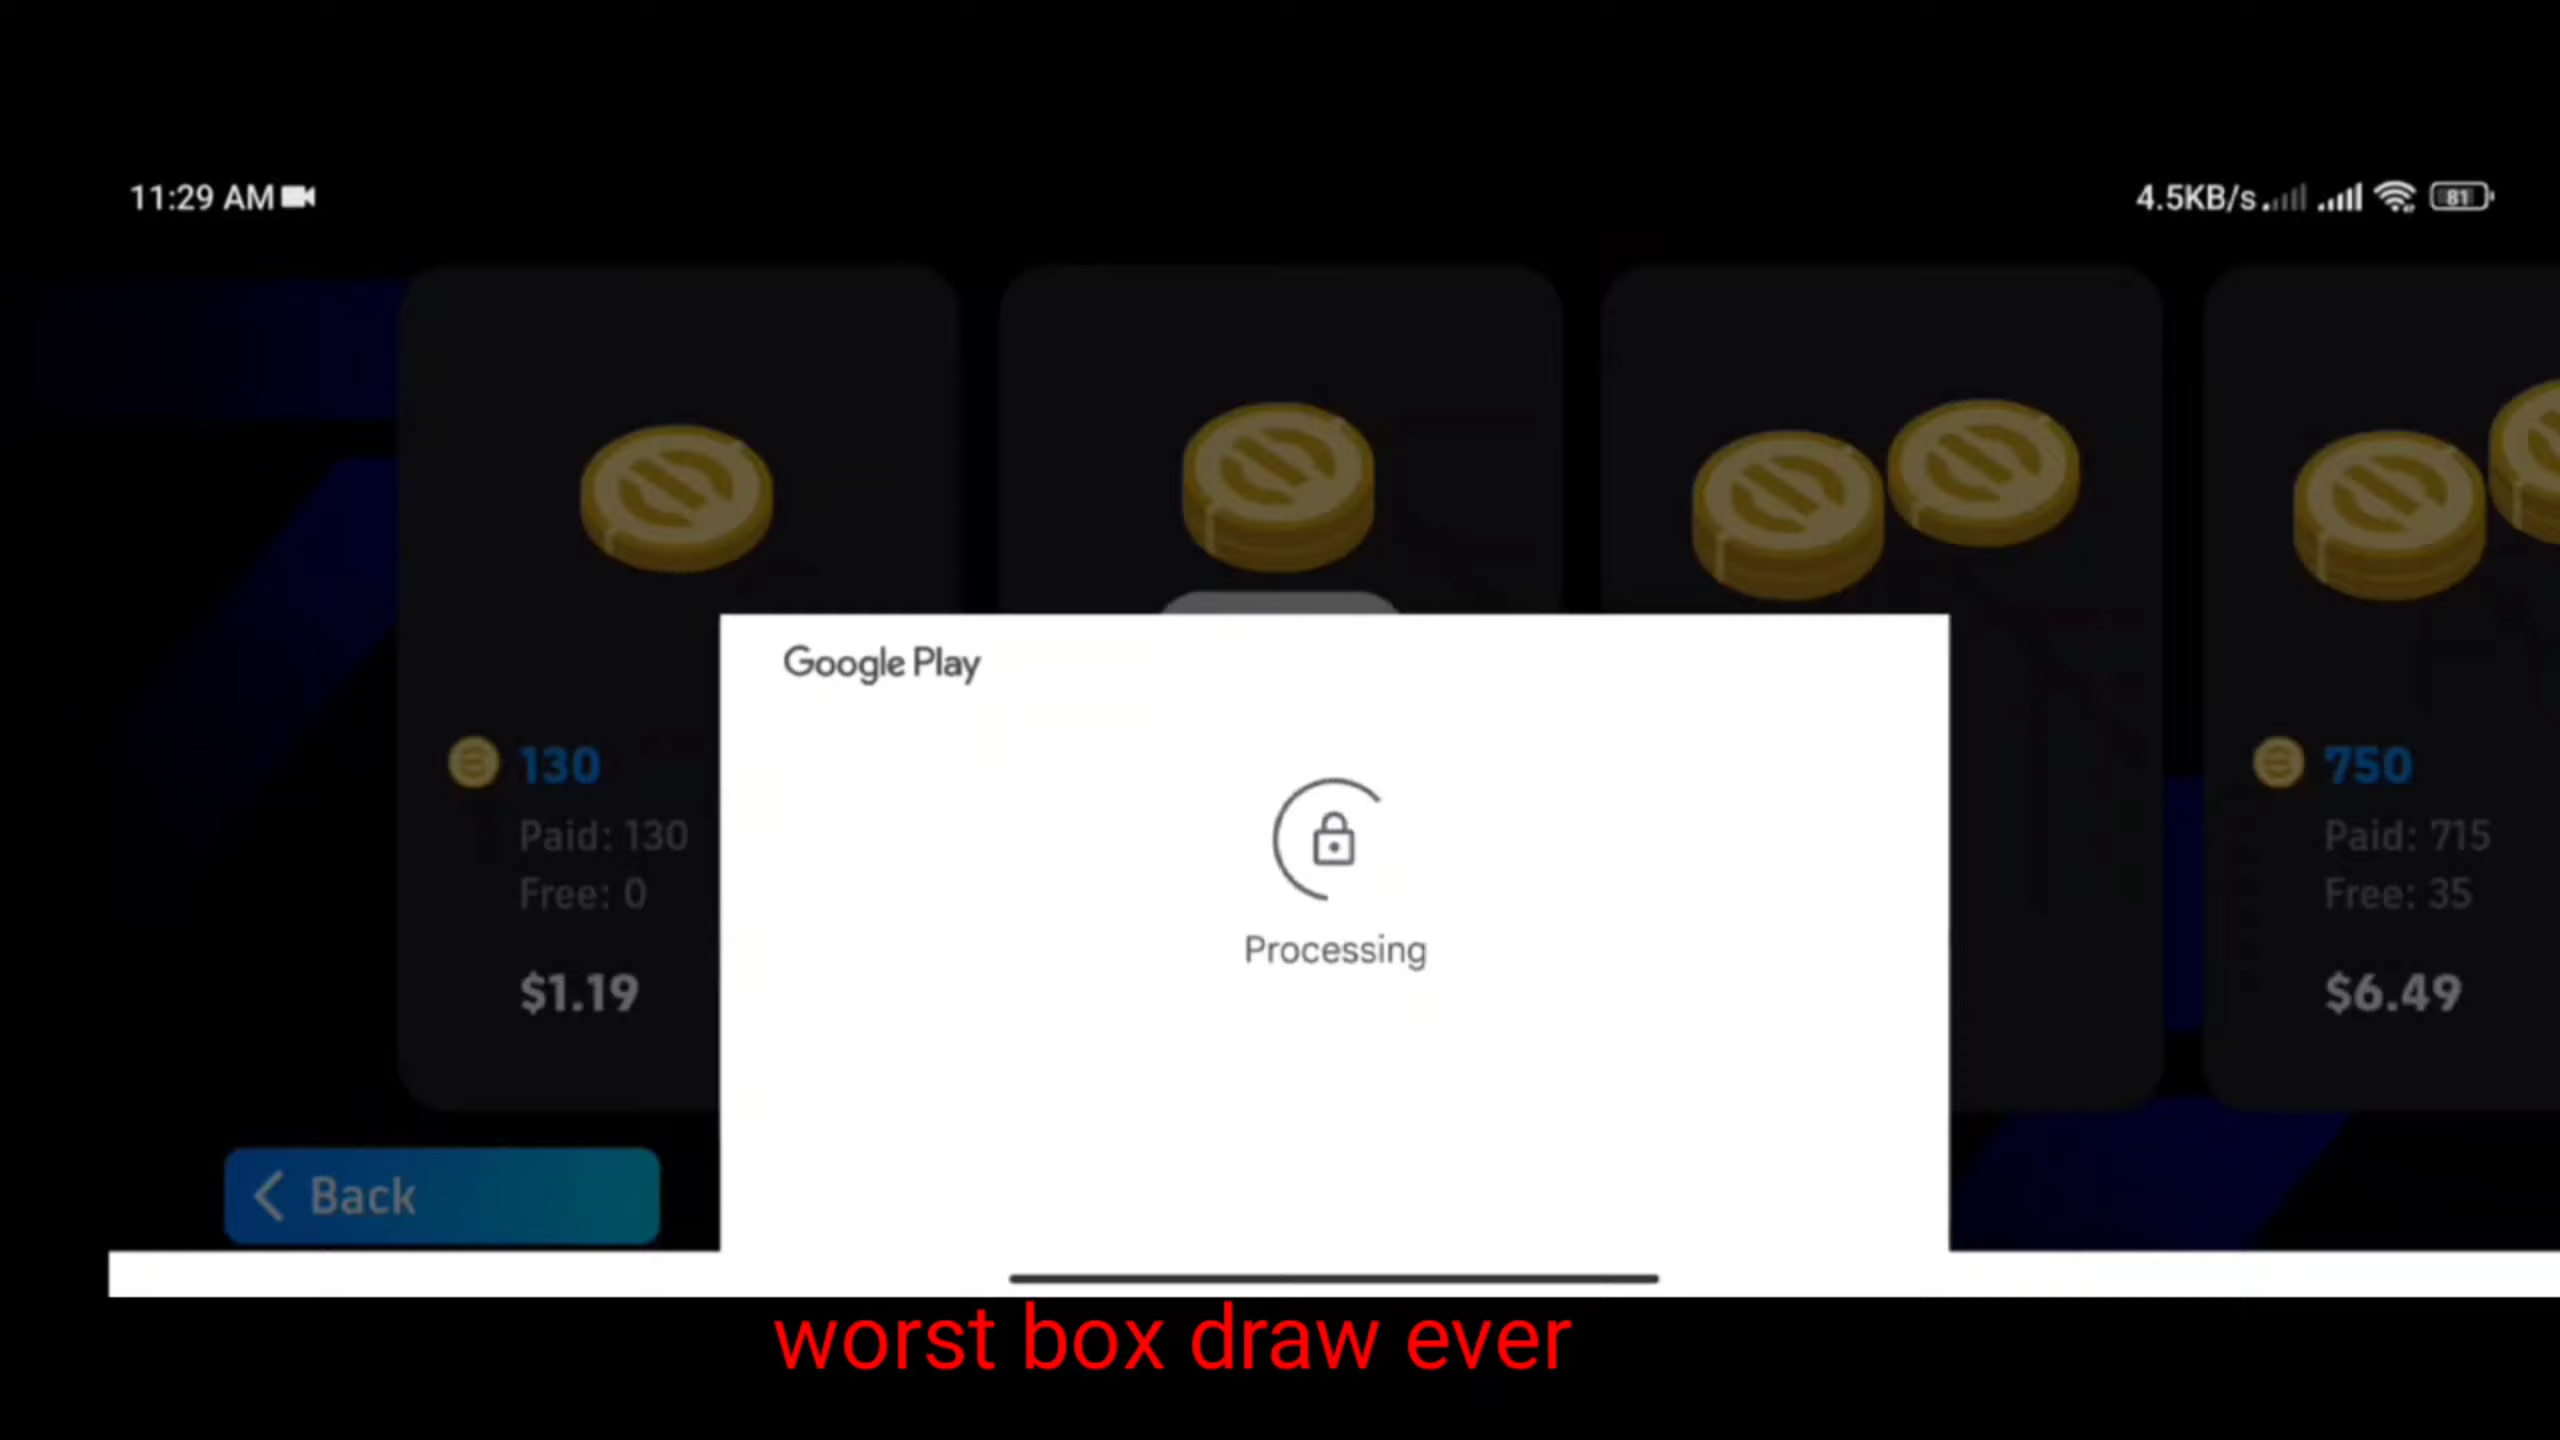 11:29 AM
4.5KB/s 81
Google Play
130
Paid: 130
Free: 0
$1.19
Processing
750
Paid: 715
Free: 35
$6.49
Back
worst box draw ever